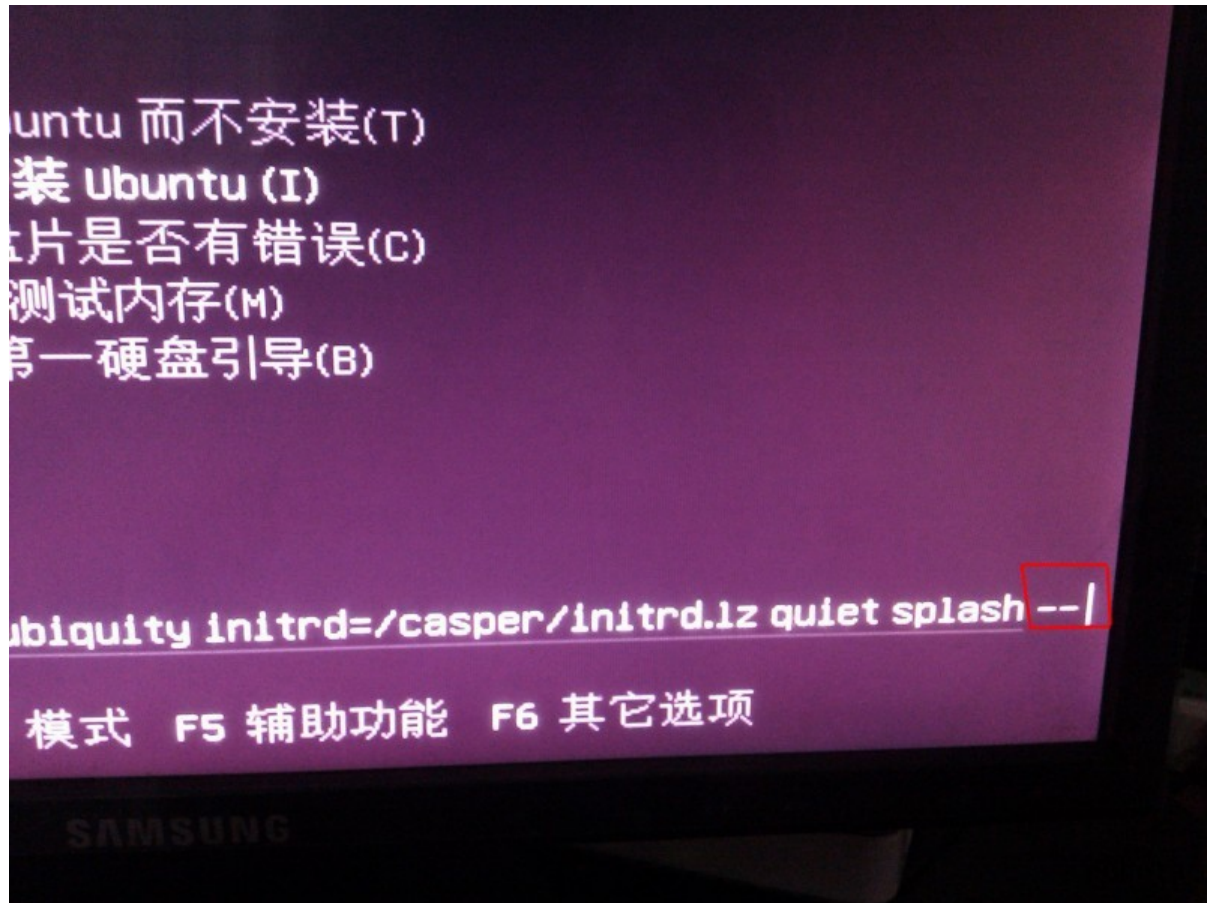 untu 而不安装(T)
装 Ubuntu (I)
片是否有错误(C)
测试内存(M)
第一硬盘引导(B)
ubiquity initrd=/casper/initrd.lz quiet splash --
模式 F5 辅助功能 F6 其它选项
SAMSUNG